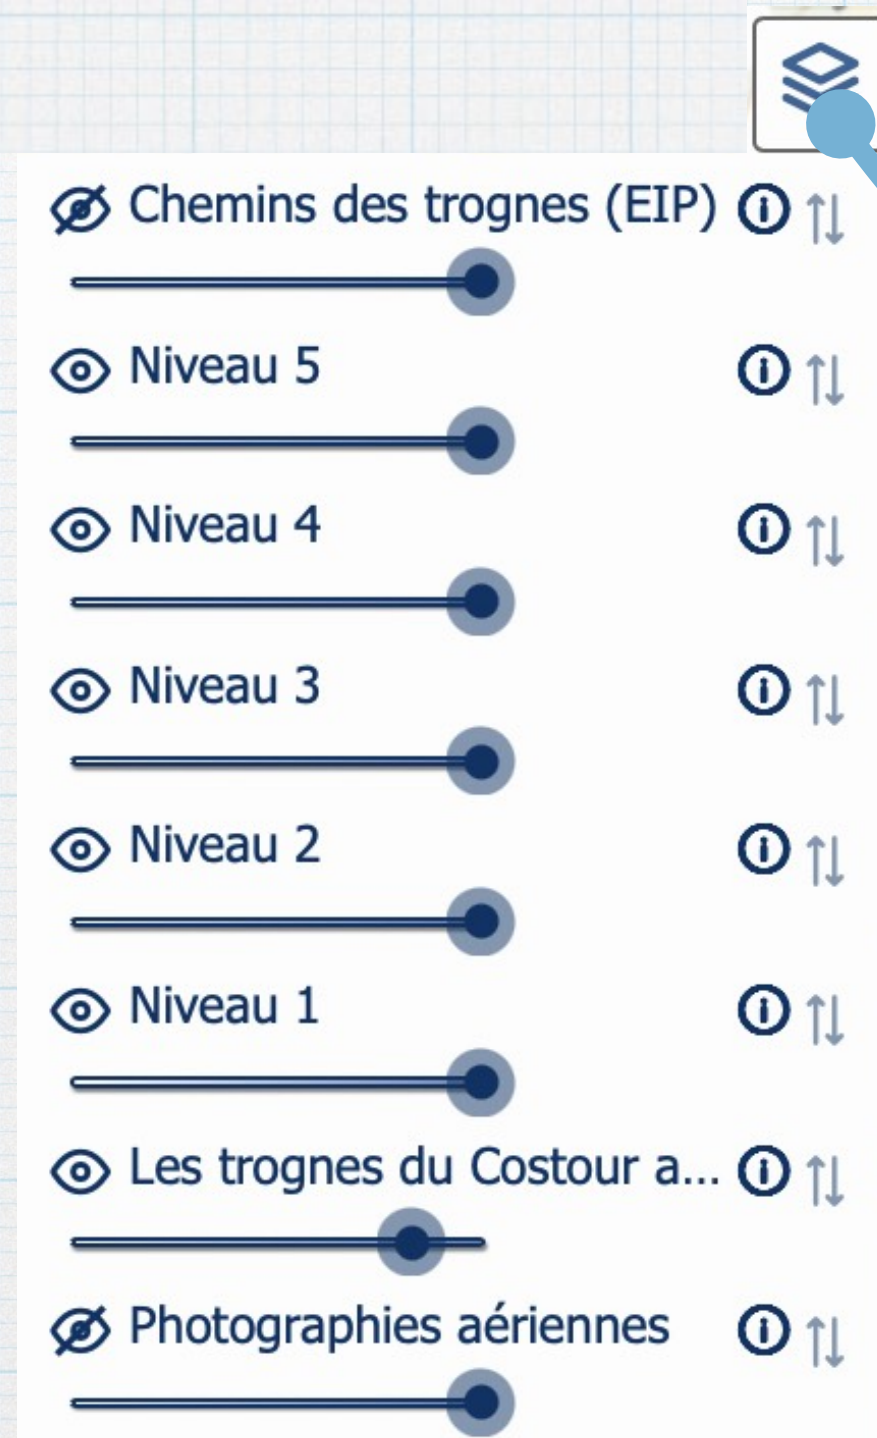 Chemins des trognes (EIP)
Niveau 5
Niveau 4
Niveau 3
Niveau 2
Niveau 1
Les trognes du Costour a...
Photographies aériennes